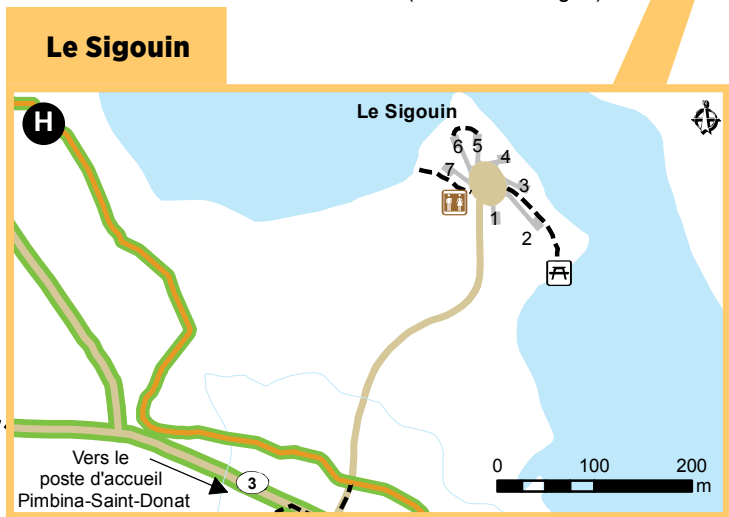 Le Sigouin
H
Le Sigouin
6
5
4
7
3
1
2
Vers le
poste d'accueil
Pimbina-Saint-Donat
3
0 100 200
m